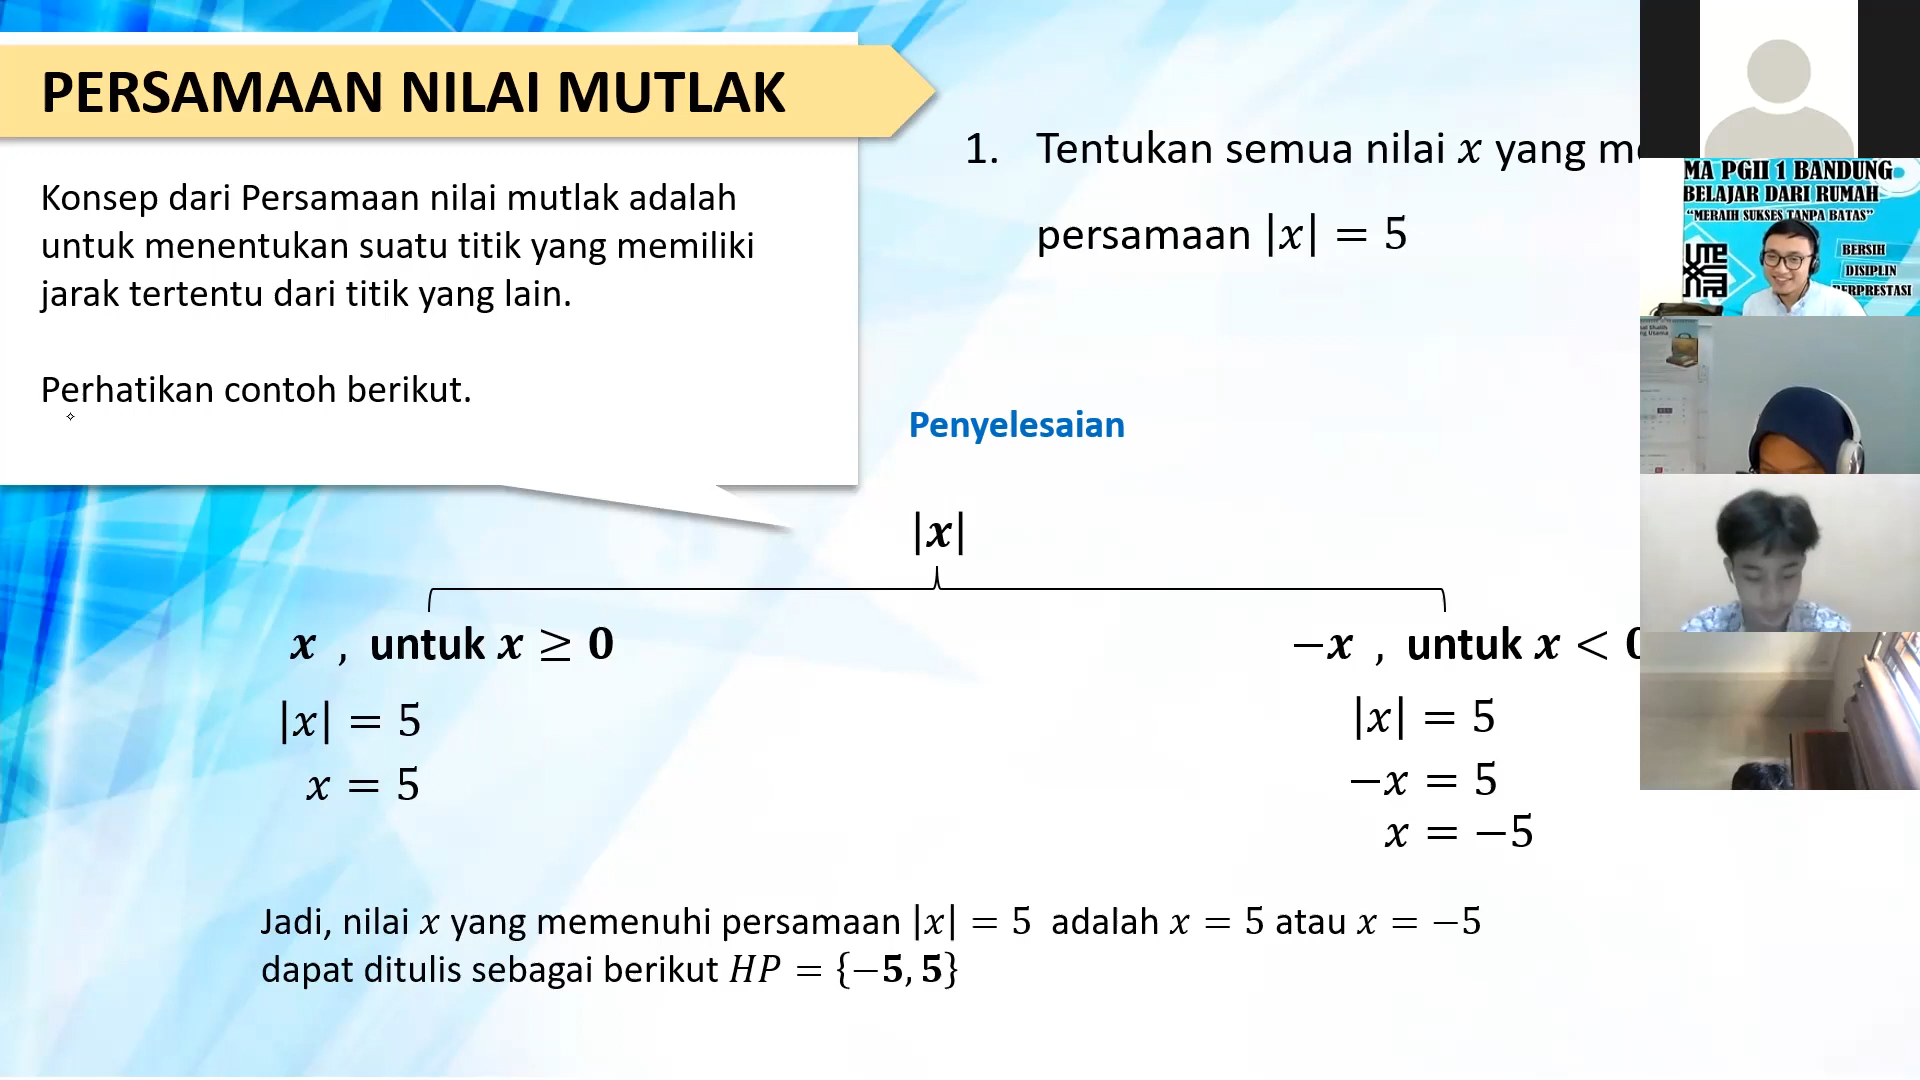 PERSAMAAN NILAI MUTLAK
Konsep dari Persamaan nilai mutlak adalah
untuk menentukan suatu titik yang memiliki
jarak tertentu dari titik yang lain.
Perhatikan contoh berikut.
1. Tentukan semua nilai x yang
persamaan |x| = 5
Penyelesaian
|x|
x , untuk x ≥ 0
|x| = 5
x = 5
−x , untuk x < 0
|x| = 5
−x = 5
x = −5
Jadi, nilai x yang memenuhi persamaan |x| = 5 adalah x = 5 atau x = −5
dapat ditulis sebagai berikut HP = {−5, 5}
MA PGII 1 BANDUNG
BELAJAR DARI RUMAH
“MERAIH SUKSES TANPA BATAS”
BERSIH
DISIPLIN
BERPRESTASI